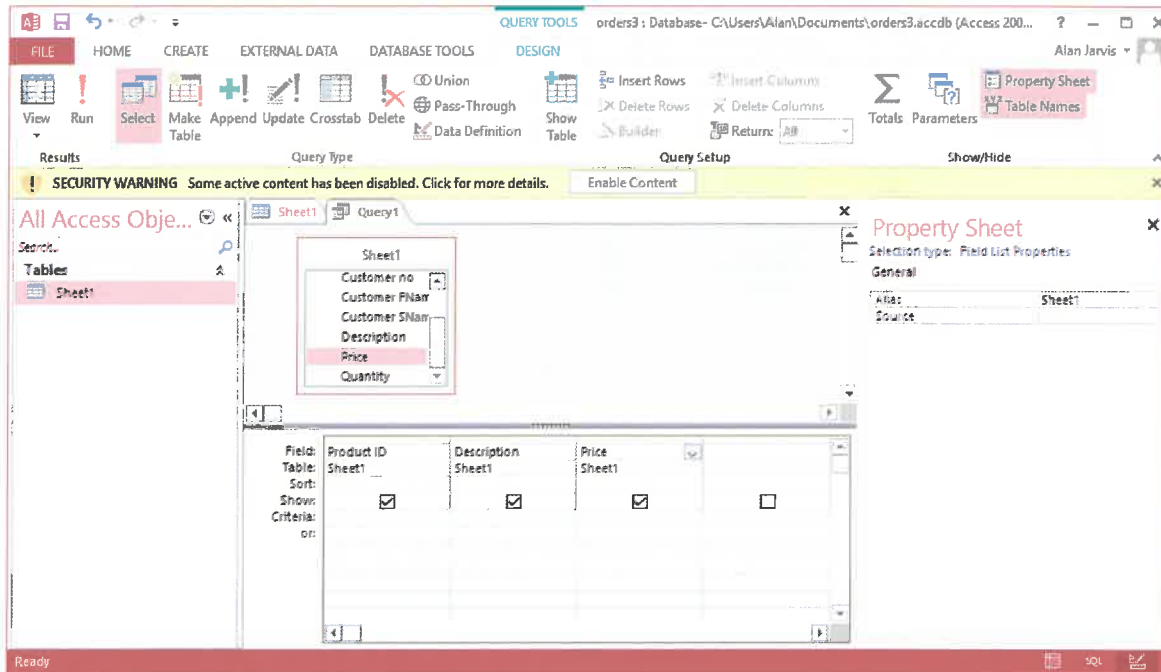 QUERY TOOLS orders3 : Database- C:\Users\Alan\Documents\orders3.accdb (Access 200... ?
FILE HOME CREATE EXTERNAL DATA DATABASE TOOLS DESIGN Alan Jarvis
View Run Select Make Table Append Update Crosstab Delete
Union
Pass-Through
Data Definition
Show Table
Insert Rows
Delete Rows
Builder
Insert Columns
Delete Columns
Return: All
Totals Parameters
Property Sheet
Table Names
Results Query Type Query Setup Show/Hide
! SECURITY WARNING Some active content has been disabled. Click for more details. Enable Content
All Access Obje... «
Search..
Tables
Sheet1
Sheet1 Query1
Sheet1
Customer no
Customer FNam
Customer SNam
Description
Price
Quantity
Field: Product ID Description Price
Table: Sheet1 Sheet1 Sheet1
Sort:
Show:
Criteria:
or:
Property Sheet
Selection type: Field List Properties
General
Alias Sheet1
Source
Ready SQL